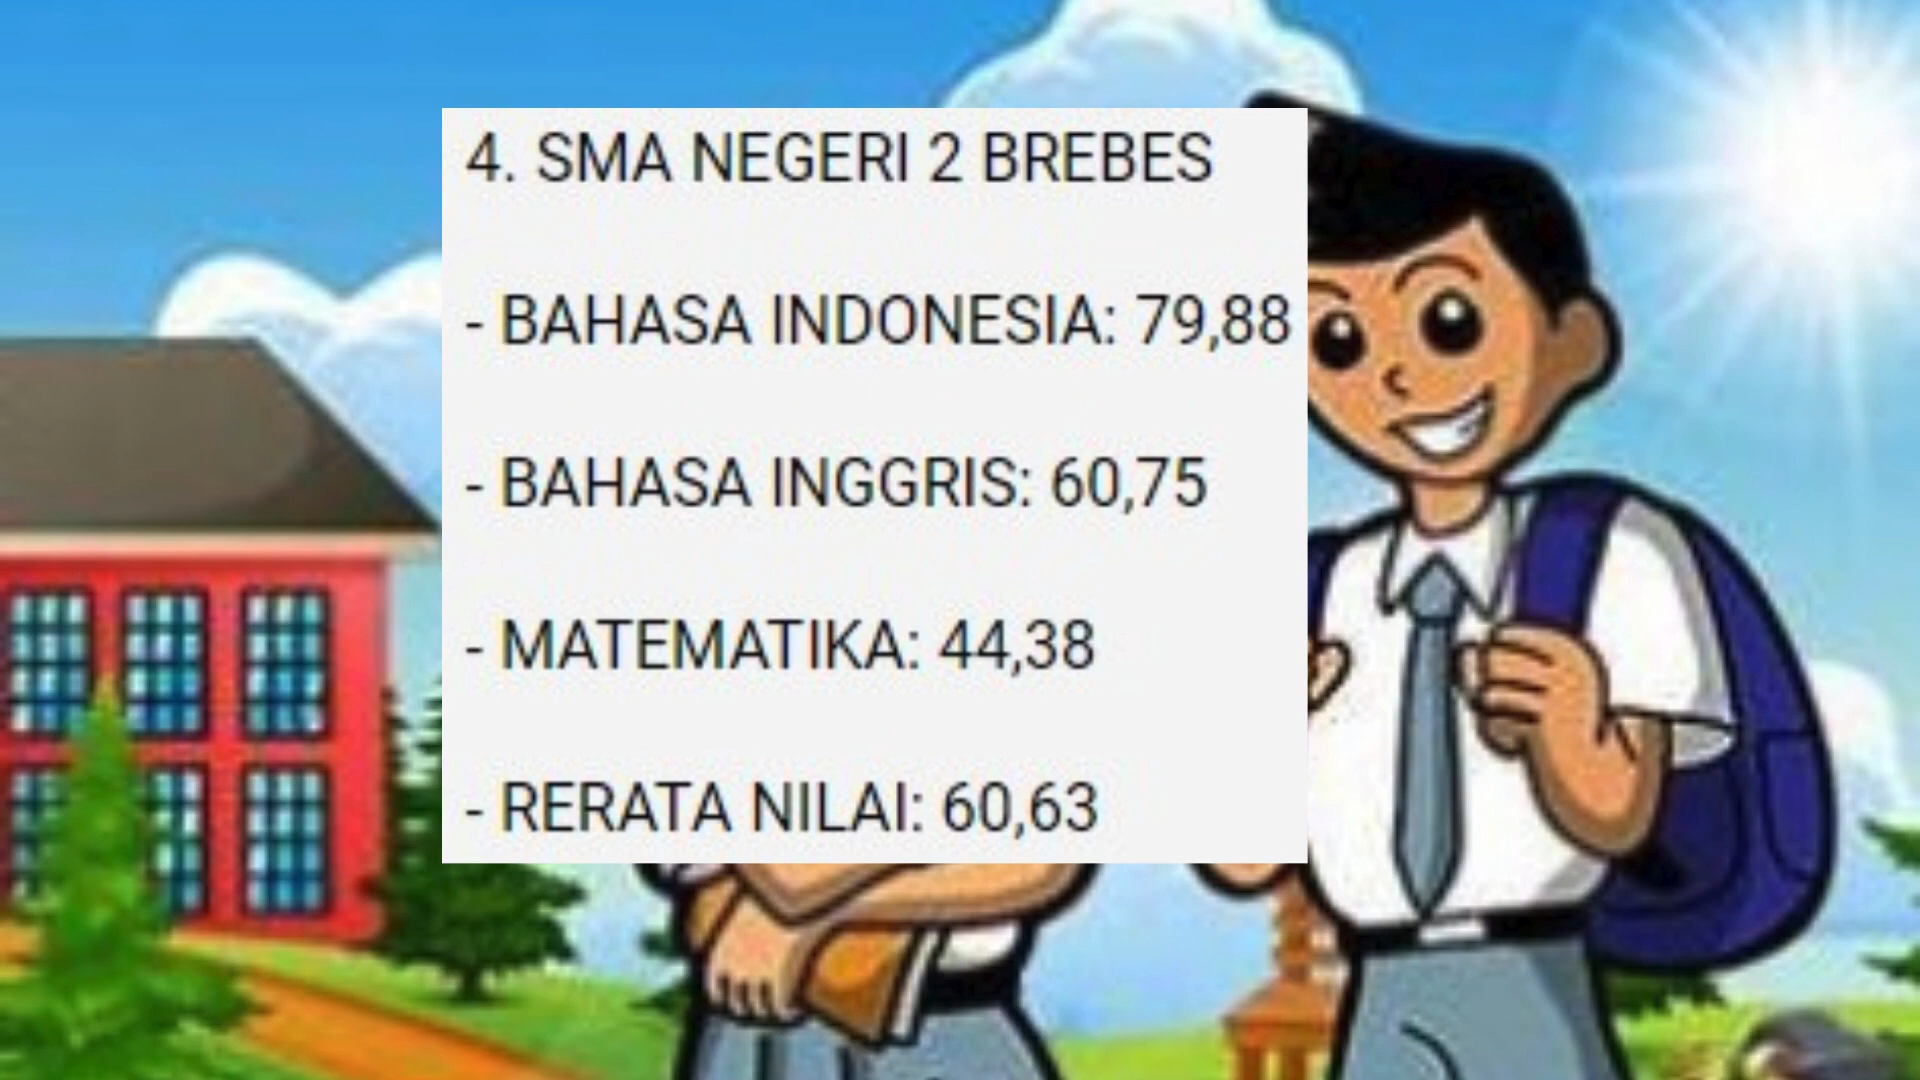 4. SMA NEGERI 2 BREBES
- BAHASA INDONESIA: 79,88
- BAHASA INGGRIS: 60,75
- MATEMATIKA: 44,38
- RERATA NILAI: 60,63